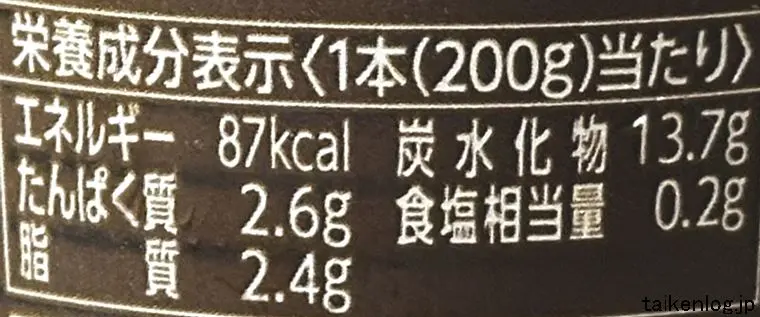 栄養成分表示〈1本(200g)当たり〉
エネルギー 87kcal 炭水化物 13.7g
たんぱく質 2.6g 食塩相当量 0.2g
脂質 2.4g
taikenlog.jp